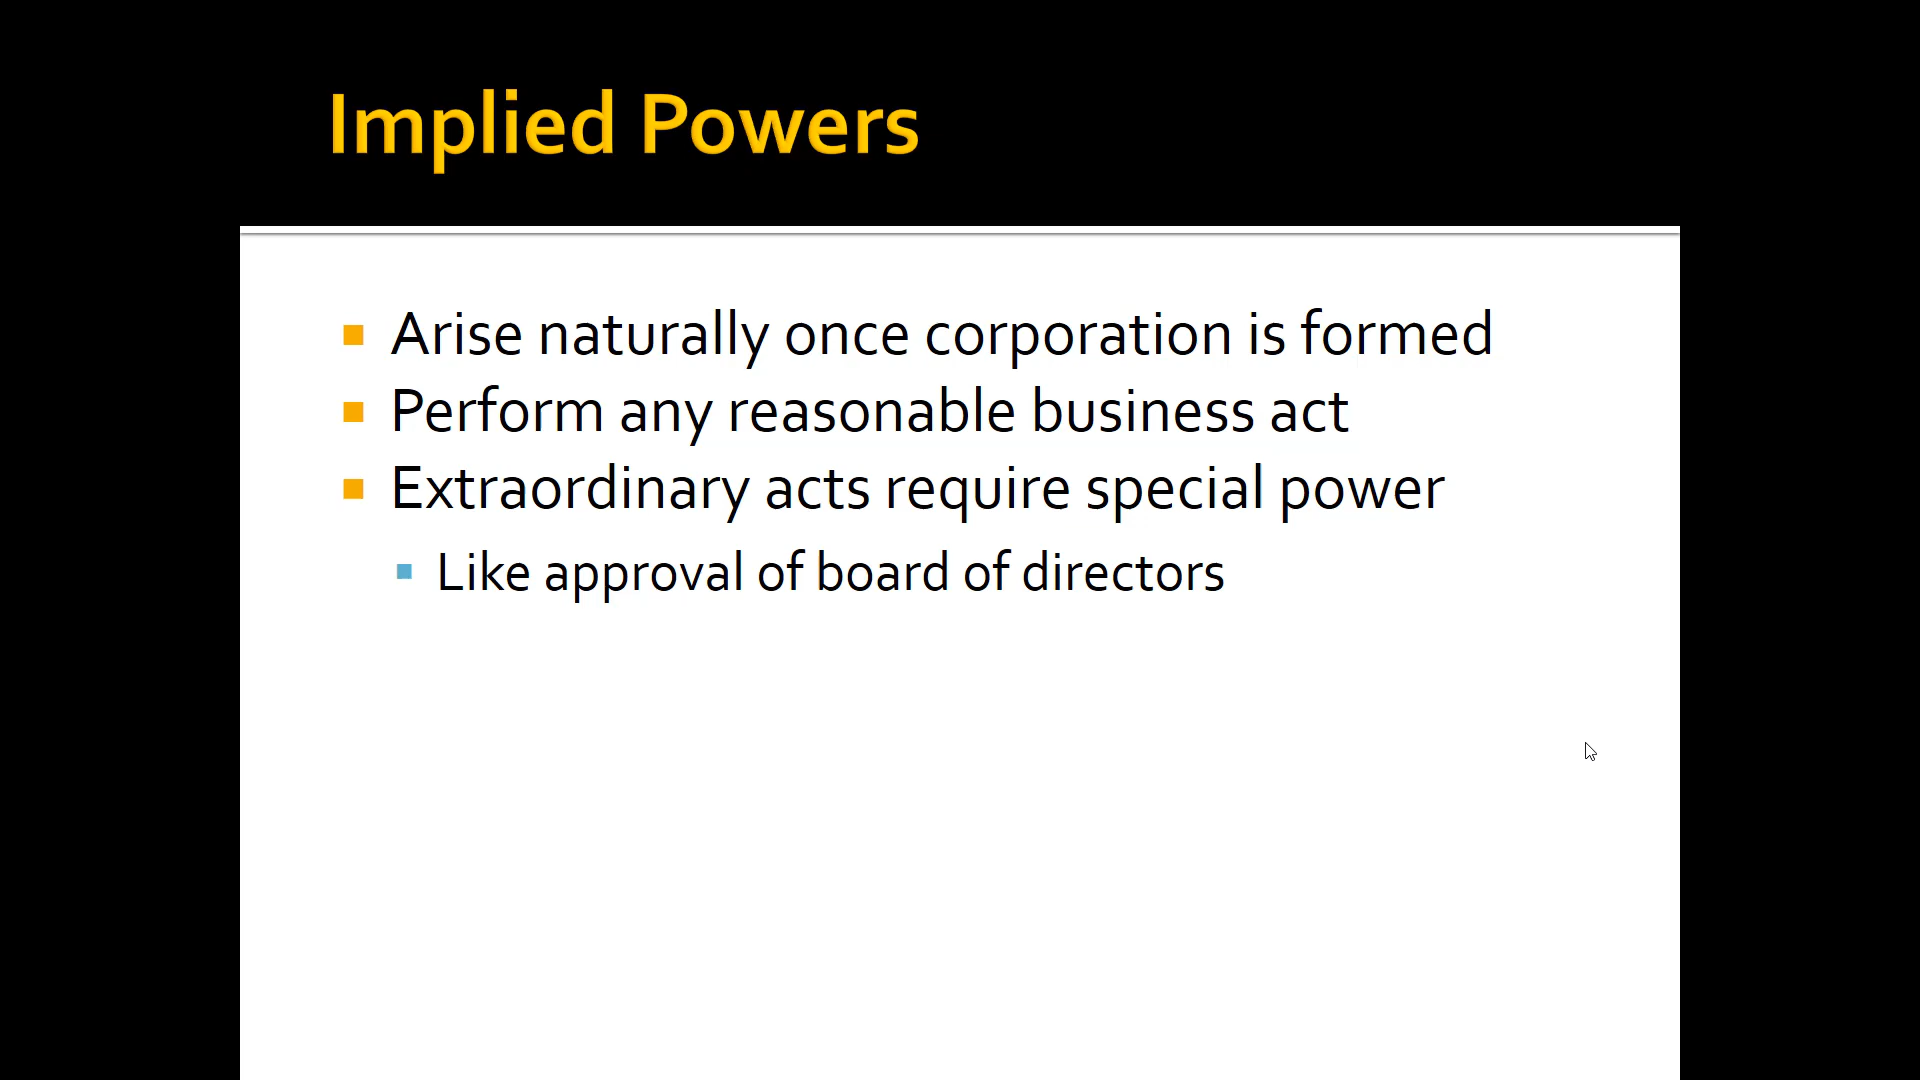 Implied Powers
Arise naturally once corporation is formed
Perform any reasonable business act
Extraordinary acts require special power
Like approval of board of directors